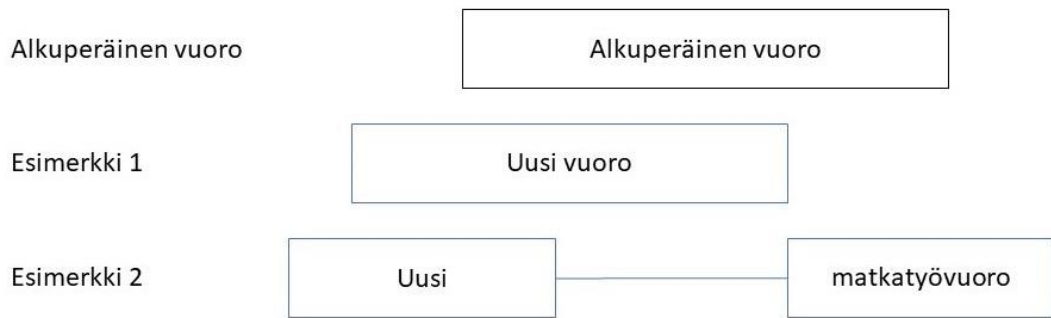 Alkuperäinen vuoro Alkuperäinen vuoro
Esimerkki 1 Uusi vuoro
Esimerkki 2 Uusi matkatyövuoro